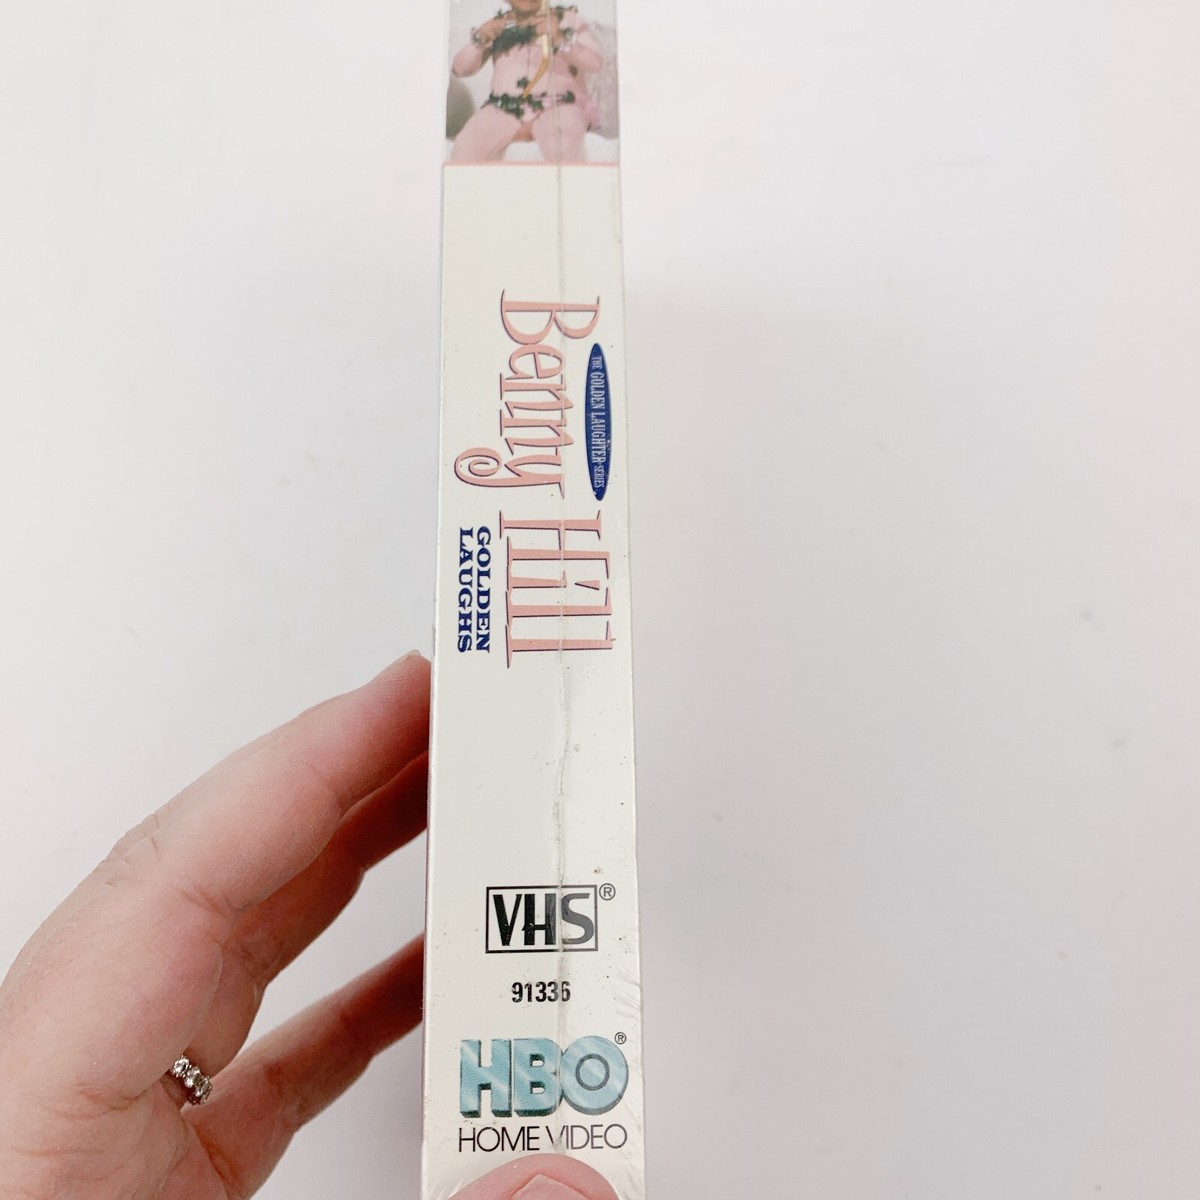 THE GOLDEN LAUGHTER SERIES
Benny Hill
GOLDEN
LAUGHS
VHS®
91336
HBO®
HOME VIDEO